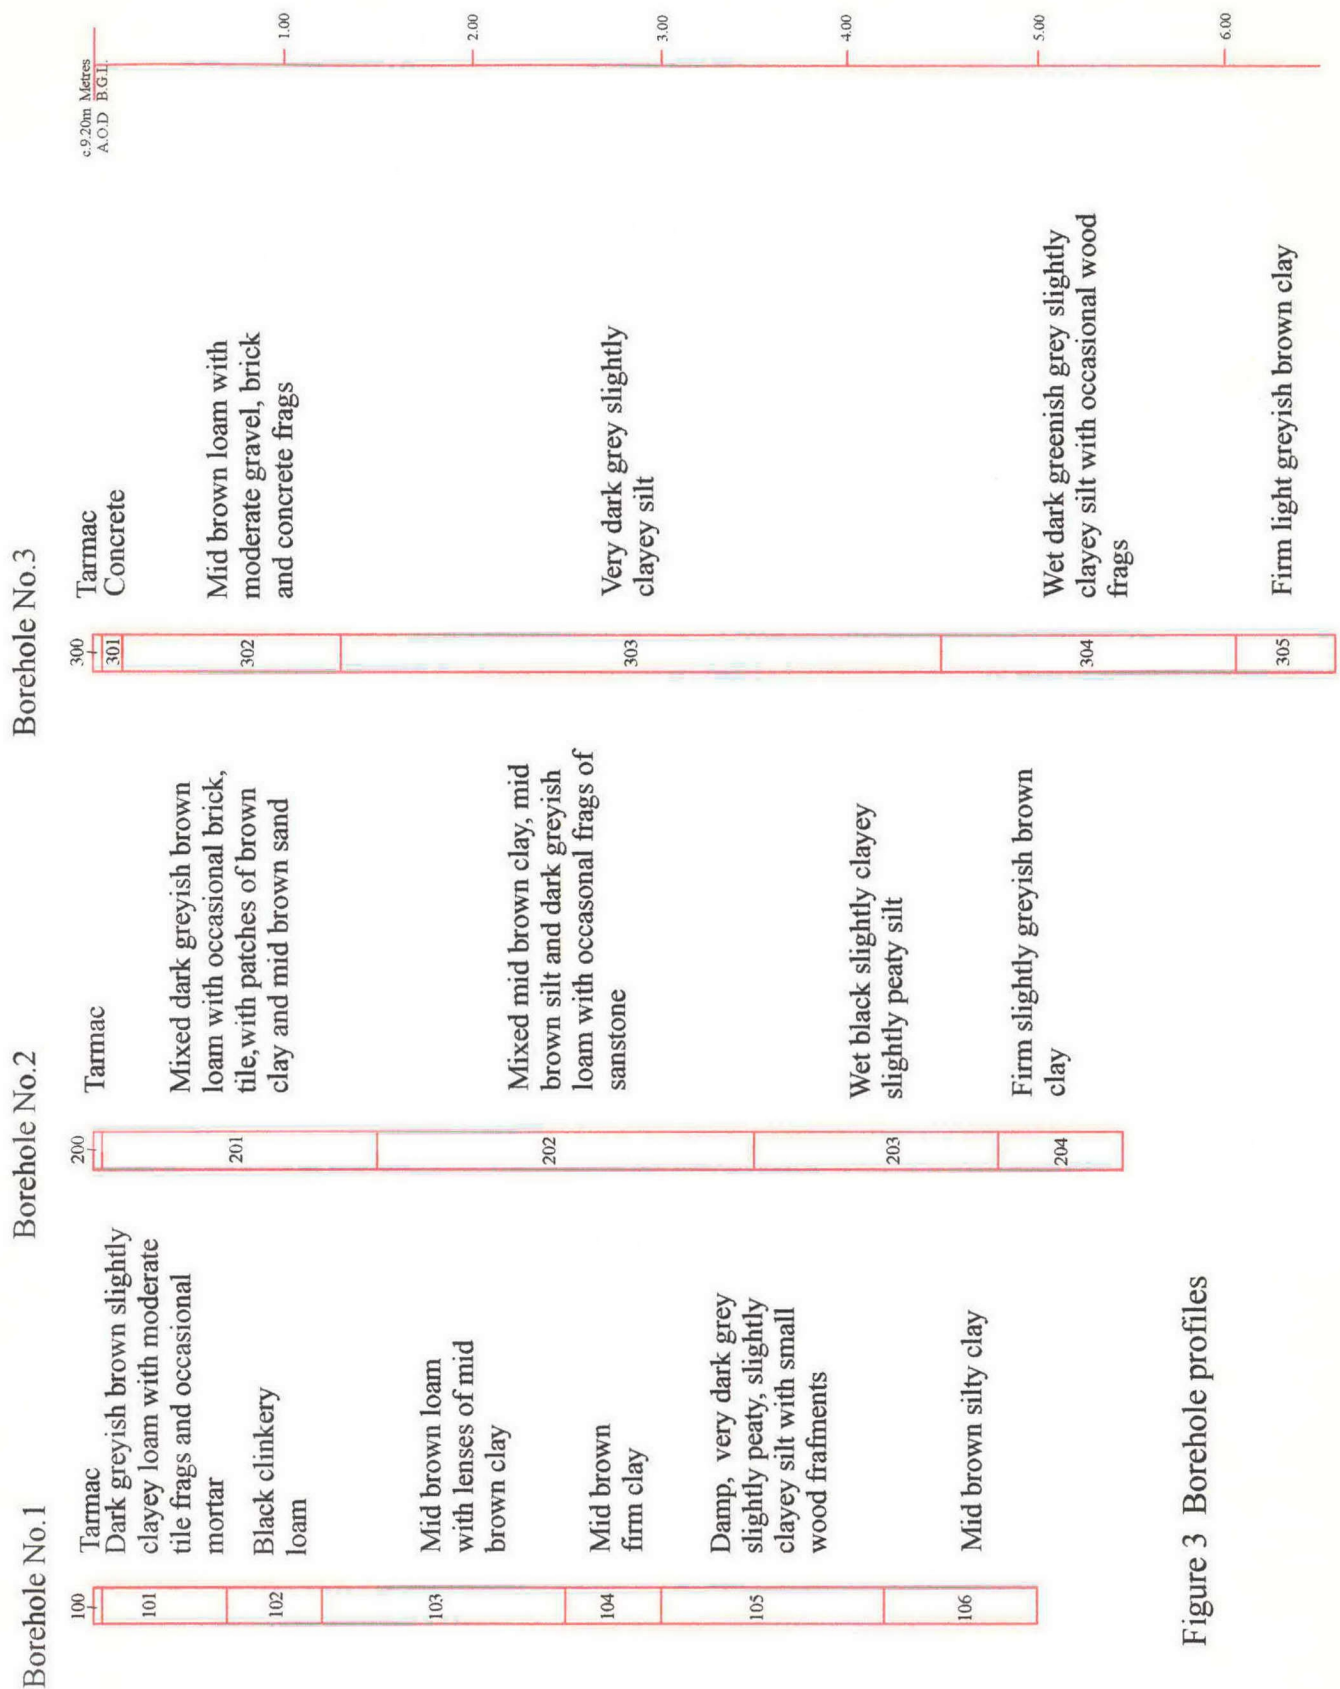 Borehole No.1
100
Tarmac
101
Dark greyish brown slightly
clayey loam with moderate
tile frags and occasional
mortar
102
Black clinkery
loam
103
Mid brown loam
with lenses of mid
brown clay
104
Mid brown
firm clay
105
Damp, very dark grey
slightly peaty, slightly
clayey silt with small
wood frafments
106
Mid brown silty clay
Borehole No.2
200
Tarmac
201
Mixed dark greyish brown
loam with occasional brick,
tile,with patches of brown
clay and mid brown sand
202
Mixed mid brown clay, mid
brown silt and dark greyish
loam with occasonal frags of
sanstone
203
Wet black slightly clayey
slightly peaty silt
204
Firm slightly greyish brown
clay
Borehole No.3
300
Tarmac
301
Concrete
302
Mid brown loam with
moderate gravel, brick
and concrete frags
303
Very dark grey slightly
clayey silt
304
Wet dark greenish grey slightly
clayey silt with occasional wood
frags
305
Firm light greyish brown clay
c.9.20m Metres
A.O.D B.G.L.
1.00
2.00
3.00
4.00
5.00
6.00
Figure 3 Borehole profiles